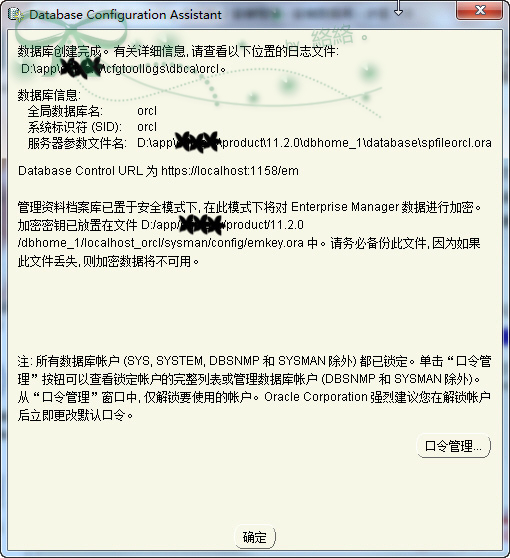 Database Configuration Assistant
絡絡。
数据库创建完成。有关详细信息, 请查看以下位置的日志文件:
D:\app\ \cfgtoollogs\dbca\orcl。
数据库信息:
全局数据库名: orcl
系统标识符 (SID): orcl
服务器参数文件名: D:\app\ \product\11.2.0\dbhome_1\database\spfileorcl.ora
Database Control URL 为 https://localhost:1158/em
管理资料档案库已置于安全模式下, 在此模式下将对 Enterprise Manager 数据进行加密。
加密密钥已放置在文件 D:/app/ /product/11.2.0
/dbhome_1/localhost_orcl/sysman/config/emkey.ora 中。请务必备份此文件, 因为如果
此文件丢失, 则加密数据将不可用。
注: 所有数据库帐户 (SYS, SYSTEM, DBSNMP 和 SYSMAN 除外) 都已锁定。单击“口令管
理”按钮可以查看锁定帐户的完整列表或管理数据库帐户 (DBSNMP 和 SYSMAN 除外)。
从“口令管理”窗口中, 仅解锁要使用的帐户。Oracle Corporation 强烈建议您在解锁帐户
后立即更改默认口令。
口令管理...
确定